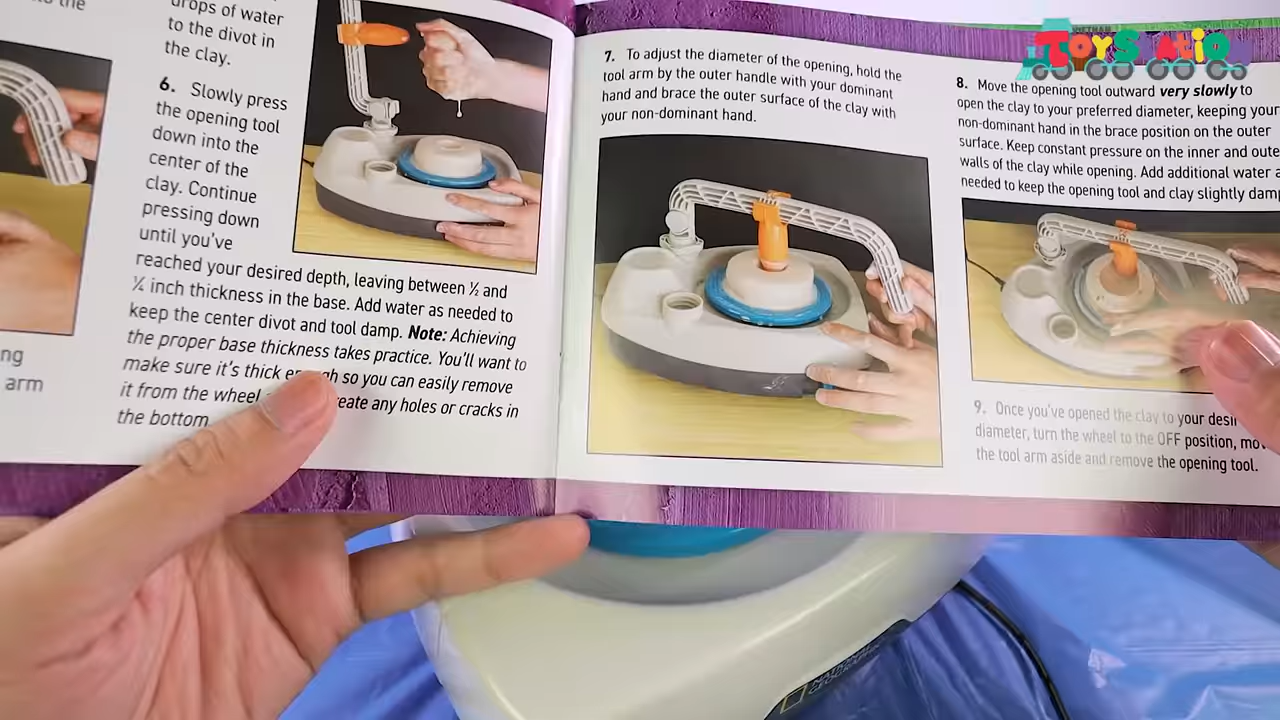 to the
drops of water
to the divot in
the clay.
6. Slowly press
the opening tool
down into the
center of the
clay. Continue
pressing down
until you've
reached your desired depth, leaving between ½ and
¼ inch thickness in the base. Add water as needed to
keep the center divot and tool damp. Note: Achieving
the proper base thickness takes practice. You'll want to
make sure it's thick enough so you can easily remove
it from the wheel create any holes or cracks in
the bottom
ng
arm
7. To adjust the diameter of the opening, hold the
tool arm by the outer handle with your dominant
hand and brace the outer surface of the clay with
your non-dominant hand.
8. Move the opening tool outward very slowly to
open the clay to your preferred diameter, keeping your
non-dominant hand in the brace position on the outer
surface. Keep constant pressure on the inner and oute
walls of the clay while opening. Add additional water a
needed to keep the opening tool and clay slightly damp
9. Once you've opened the clay to your desir
diameter, turn the wheel to the OFF position, mov
the tool arm aside and remove the opening tool.
NATIONAL
GEOGRAPHIC
VIETNAM
TOYSTATION